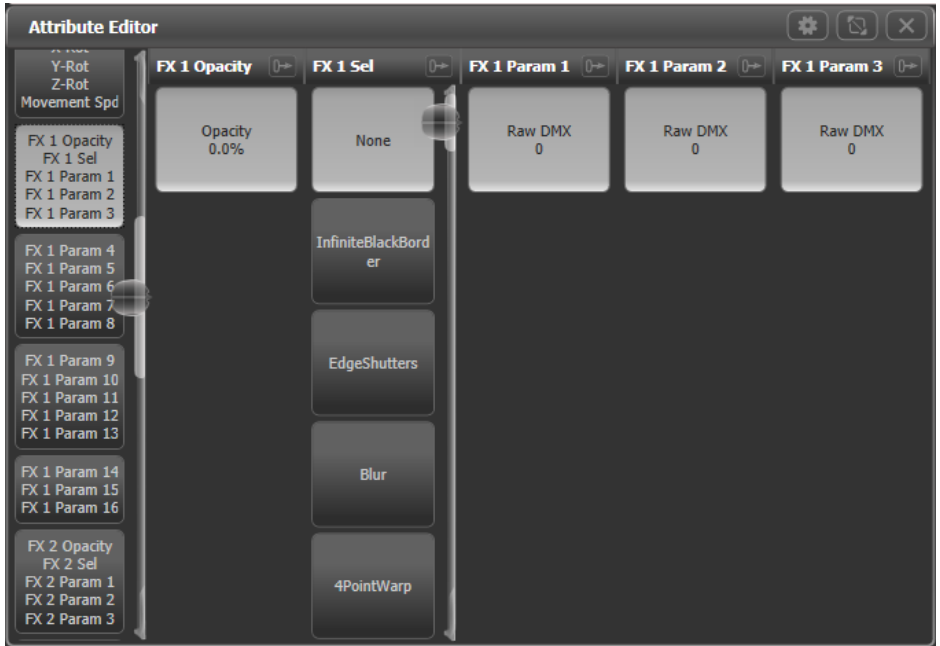 Attribute Editor
X-Rot
Y-Rot
Z-Rot
Movement Spd
FX 1 Opacity
FX 1 Sel
FX 1 Param 1
FX 1 Param 2
FX 1 Param 3
FX 1 Param 4
FX 1 Param 5
FX 1 Param 6
FX 1 Param 7
FX 1 Param 8
FX 1 Param 9
FX 1 Param 10
FX 1 Param 11
FX 1 Param 12
FX 1 Param 13
FX 1 Param 14
FX 1 Param 15
FX 1 Param 16
FX 2 Opacity
FX 2 Sel
FX 2 Param 1
FX 2 Param 2
FX 2 Param 3
FX 1 Opacity
Opacity
0.0%
FX 1 Sel
None
InfiniteBlackBord
er
EdgeShutters
Blur
4PointWarp
FX 1 Param 1
Raw DMX
0
FX 1 Param 2
Raw DMX
0
FX 1 Param 3
Raw DMX
0